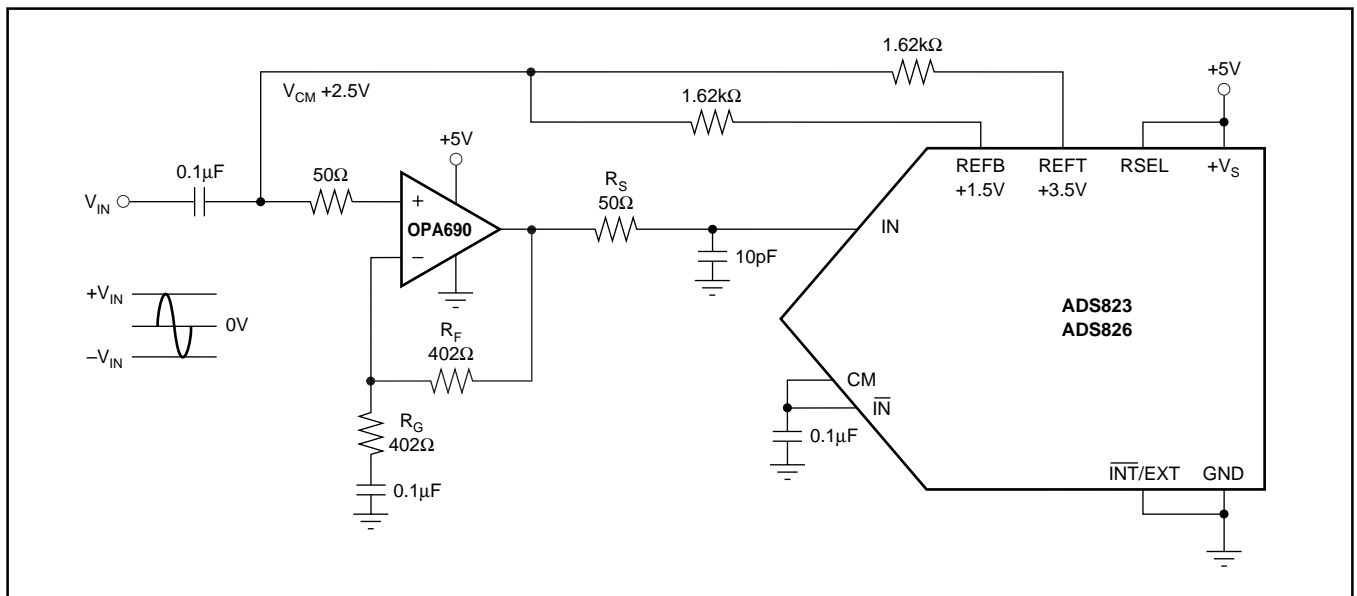 1.62kΩ
+5V
V_CM +2.5V
1.62kΩ
+5V
0.1µF
50Ω
R_S
50Ω
REFB
+1.5V
REFT
+3.5V
RSEL
+V_S
V_IN
+
OPA690
–
IN
10pF
+V_IN
0V
–V_IN
ADS823
ADS826
R_F
402Ω
CM
I̅N̅
R_G
402Ω
0.1µF
0.1µF
I̅N̅T̅/EXT
GND